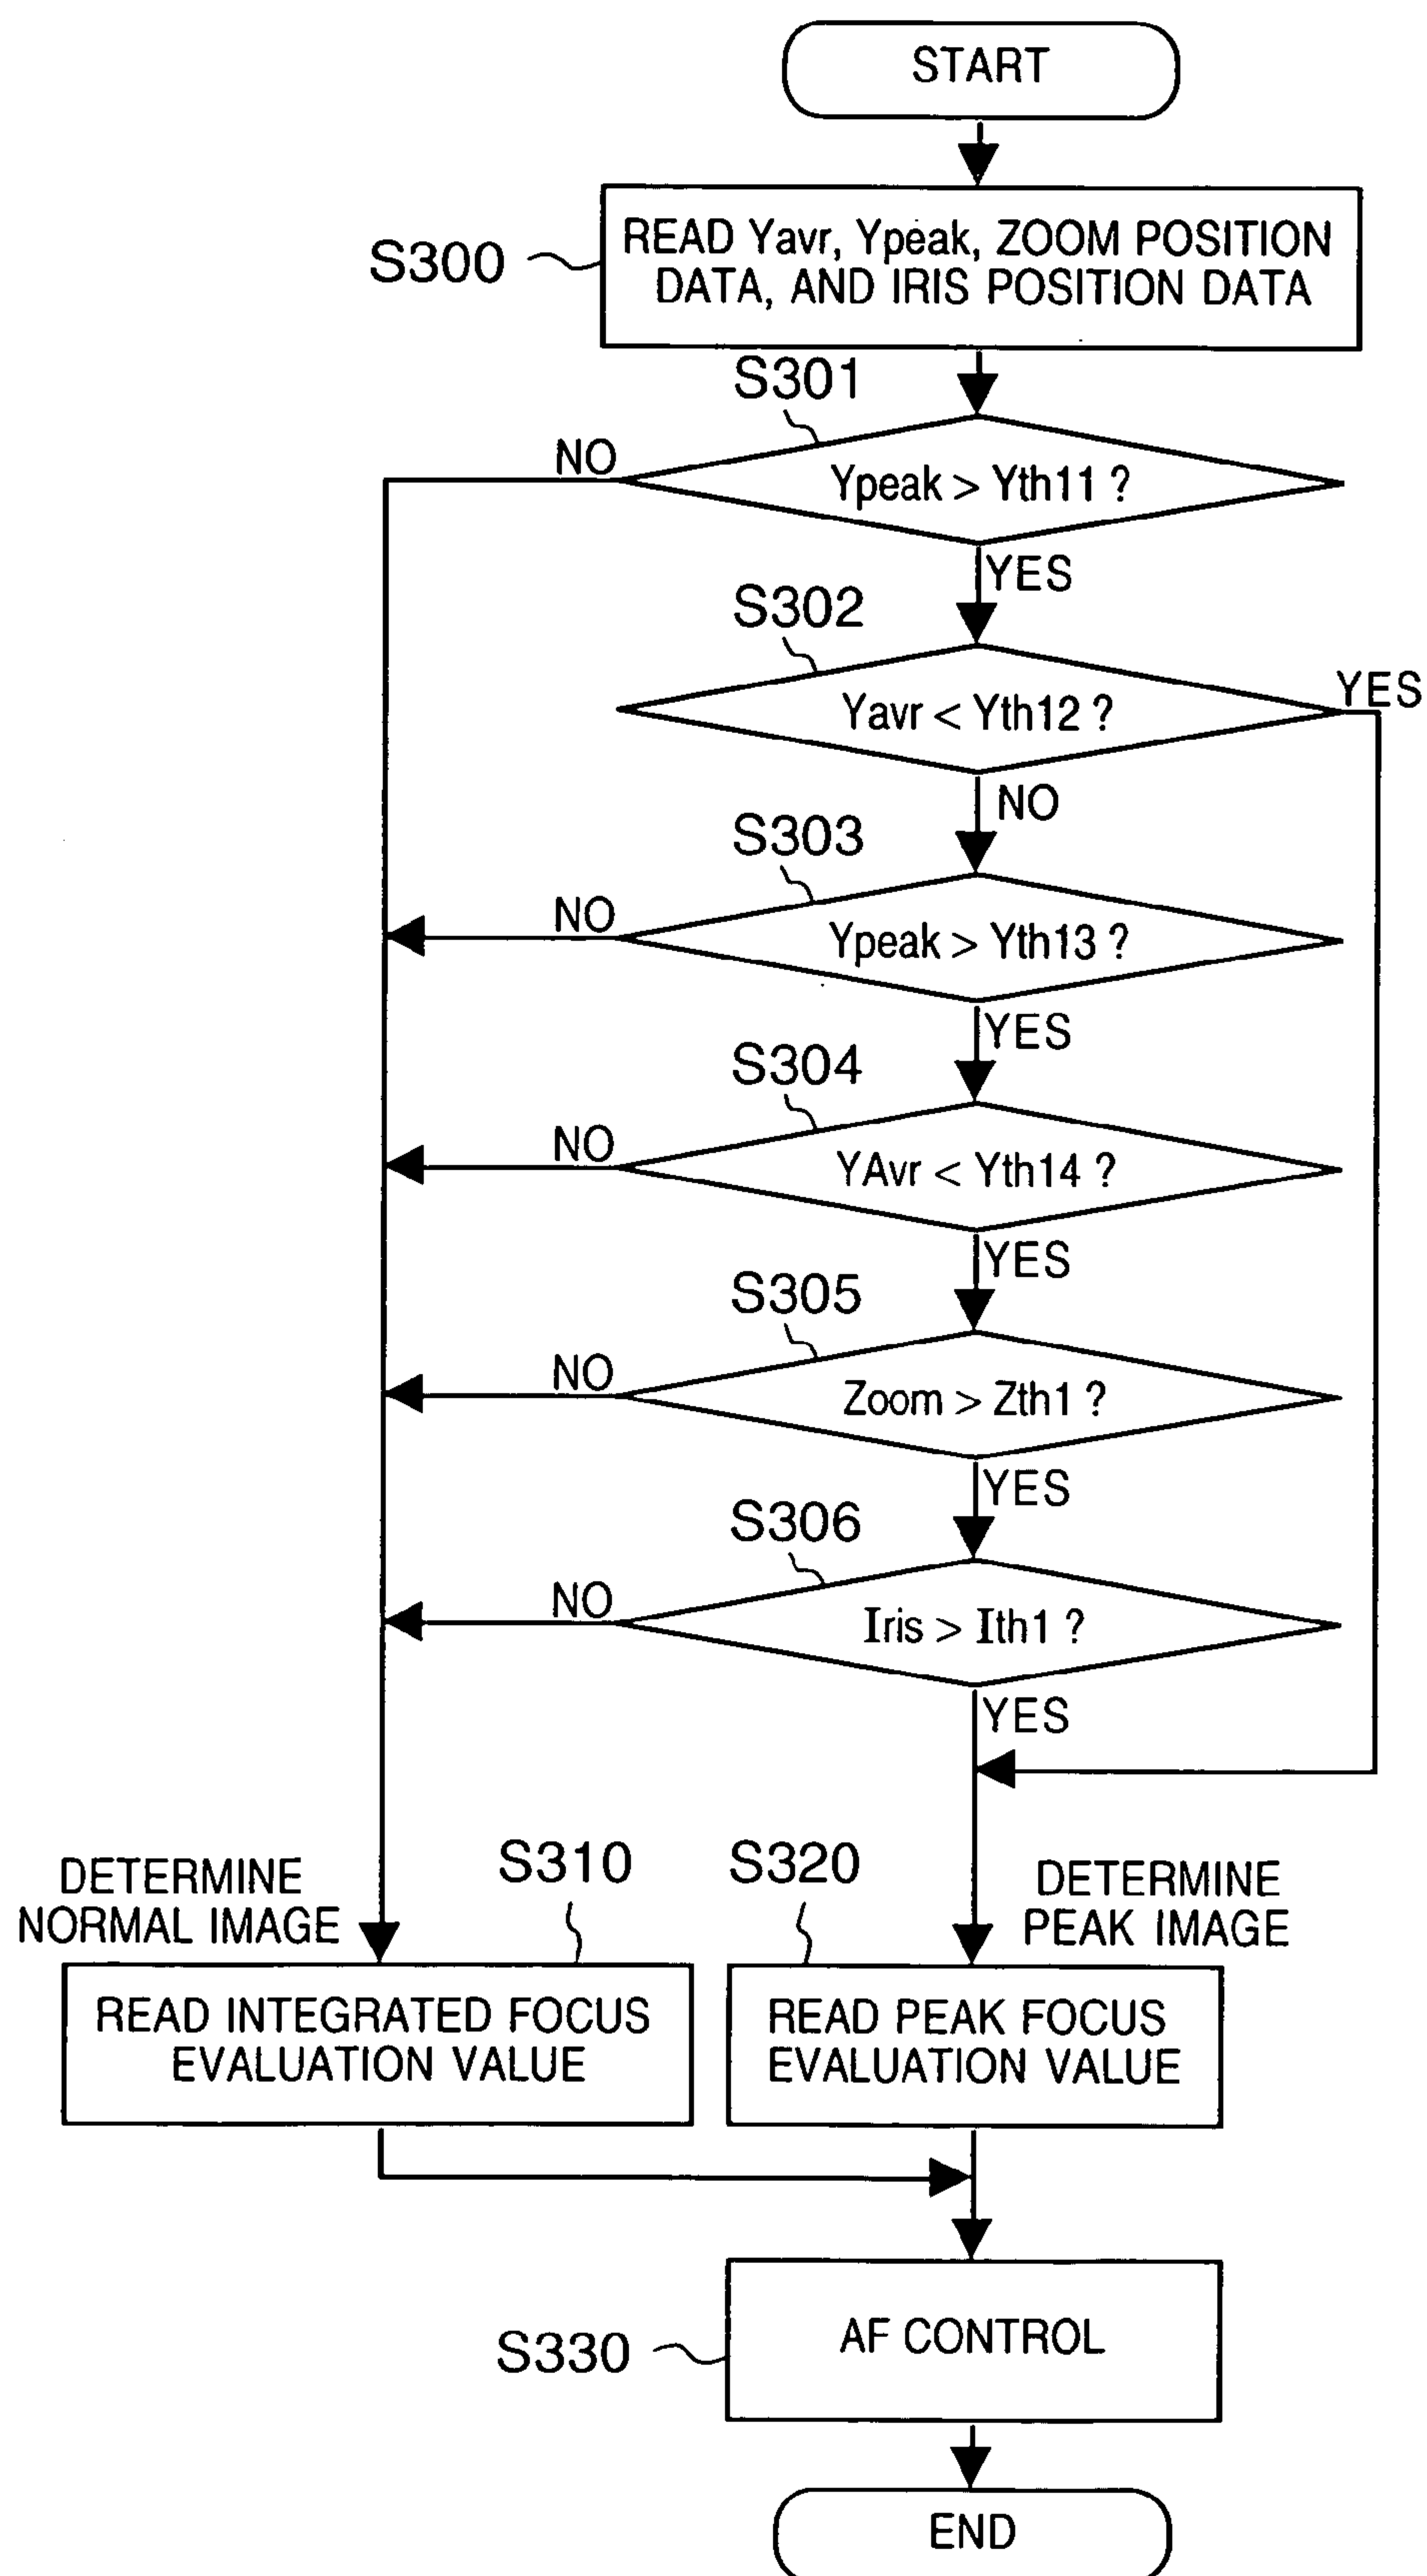 START
S300
READ Yavr, Ypeak, ZOOM POSITION
DATA, AND IRIS POSITION DATA
S301
NO
Ypeak > Yth11 ?
YES
S302
YES
Yavr < Yth12 ?
NO
S303
NO
Ypeak > Yth13 ?
YES
S304
NO
YAvr < Yth14 ?
YES
S305
NO
Zoom > Zth1 ?
YES
S306
NO
Iris > Ith1 ?
YES
DETERMINE
NORMAL IMAGE
S310
S320
DETERMINE
PEAK IMAGE
READ INTEGRATED FOCUS
EVALUATION VALUE
READ PEAK FOCUS
EVALUATION VALUE
S330
AF CONTROL
END